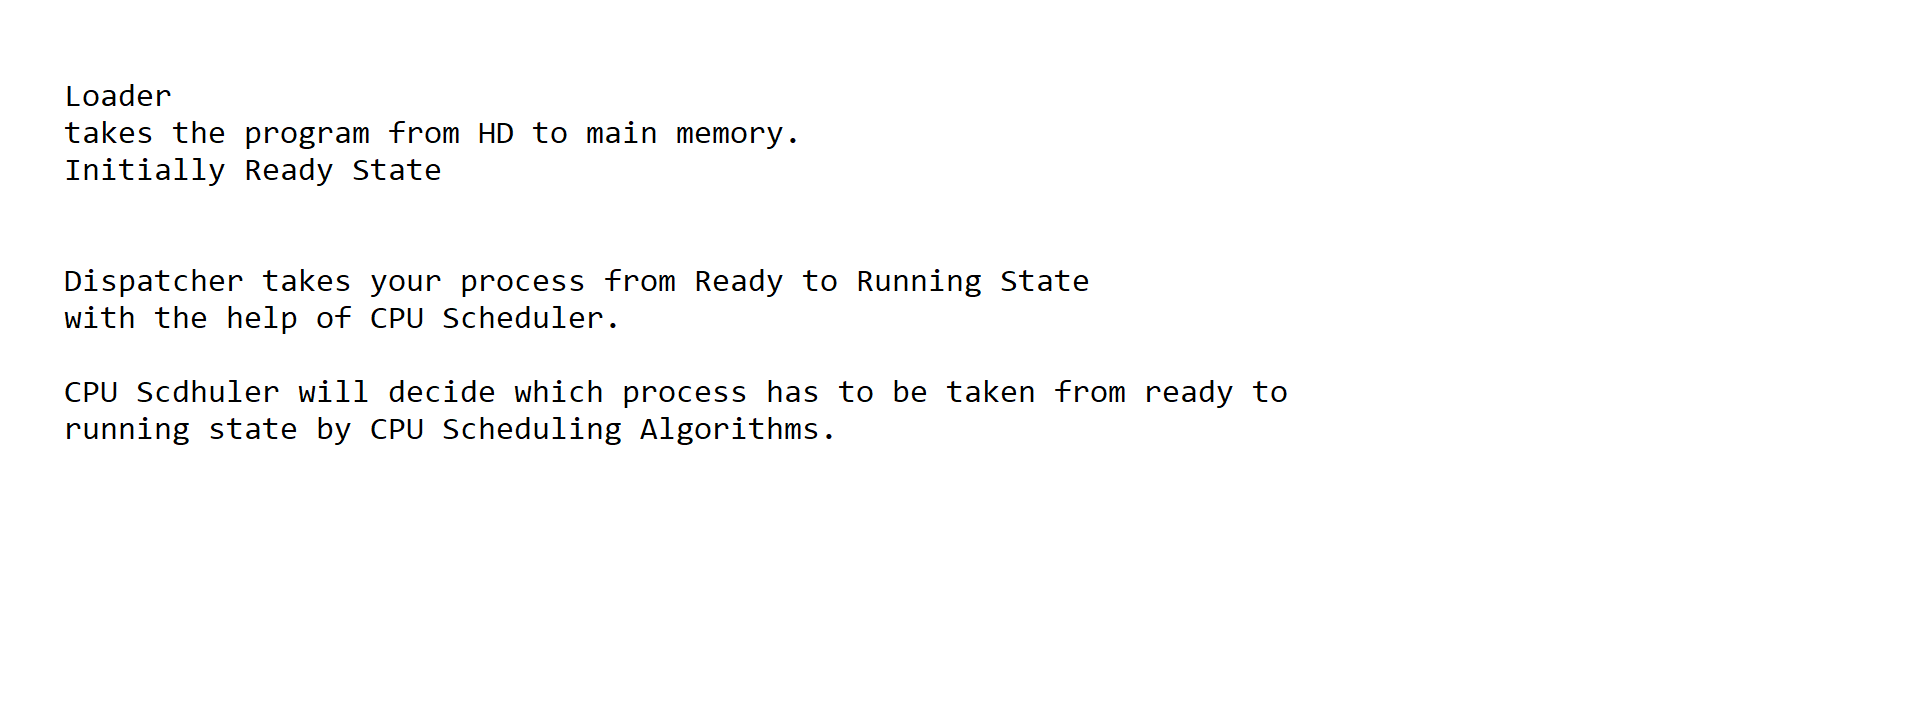 Loader
takes the program from HD to main memory.
Initially Ready State
Dispatcher takes your process from Ready to Running State
with the help of CPU Scheduler.
CPU Scdhuler will decide which process has to be taken from ready to
running state by CPU Scheduling Algorithms.